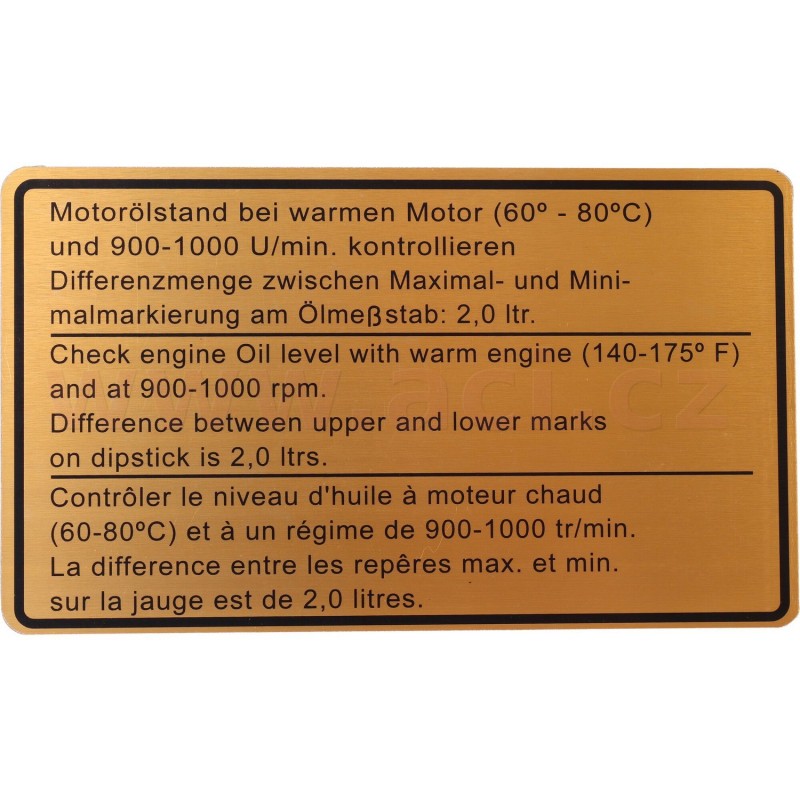 Motorölstand bei warmen Motor (60º - 80ºC)
und 900-1000 U/min. kontrollieren
Differenzmenge zwischen Maximal- und Mini-
malmarkierung am Ölmeßstab: 2,0 ltr.
Check engine Oil level with warm engine (140-175º F)
and at 900-1000 rpm.
Difference between upper and lower marks
on dipstick is 2,0 ltrs.
Contrôler le niveau d'huile à moteur chaud
(60-80ºC) et à un régime de 900-1000 tr/min.
La difference entre les repêres max. et min.
sur la jauge est de 2,0 litres.
www.aci.cz